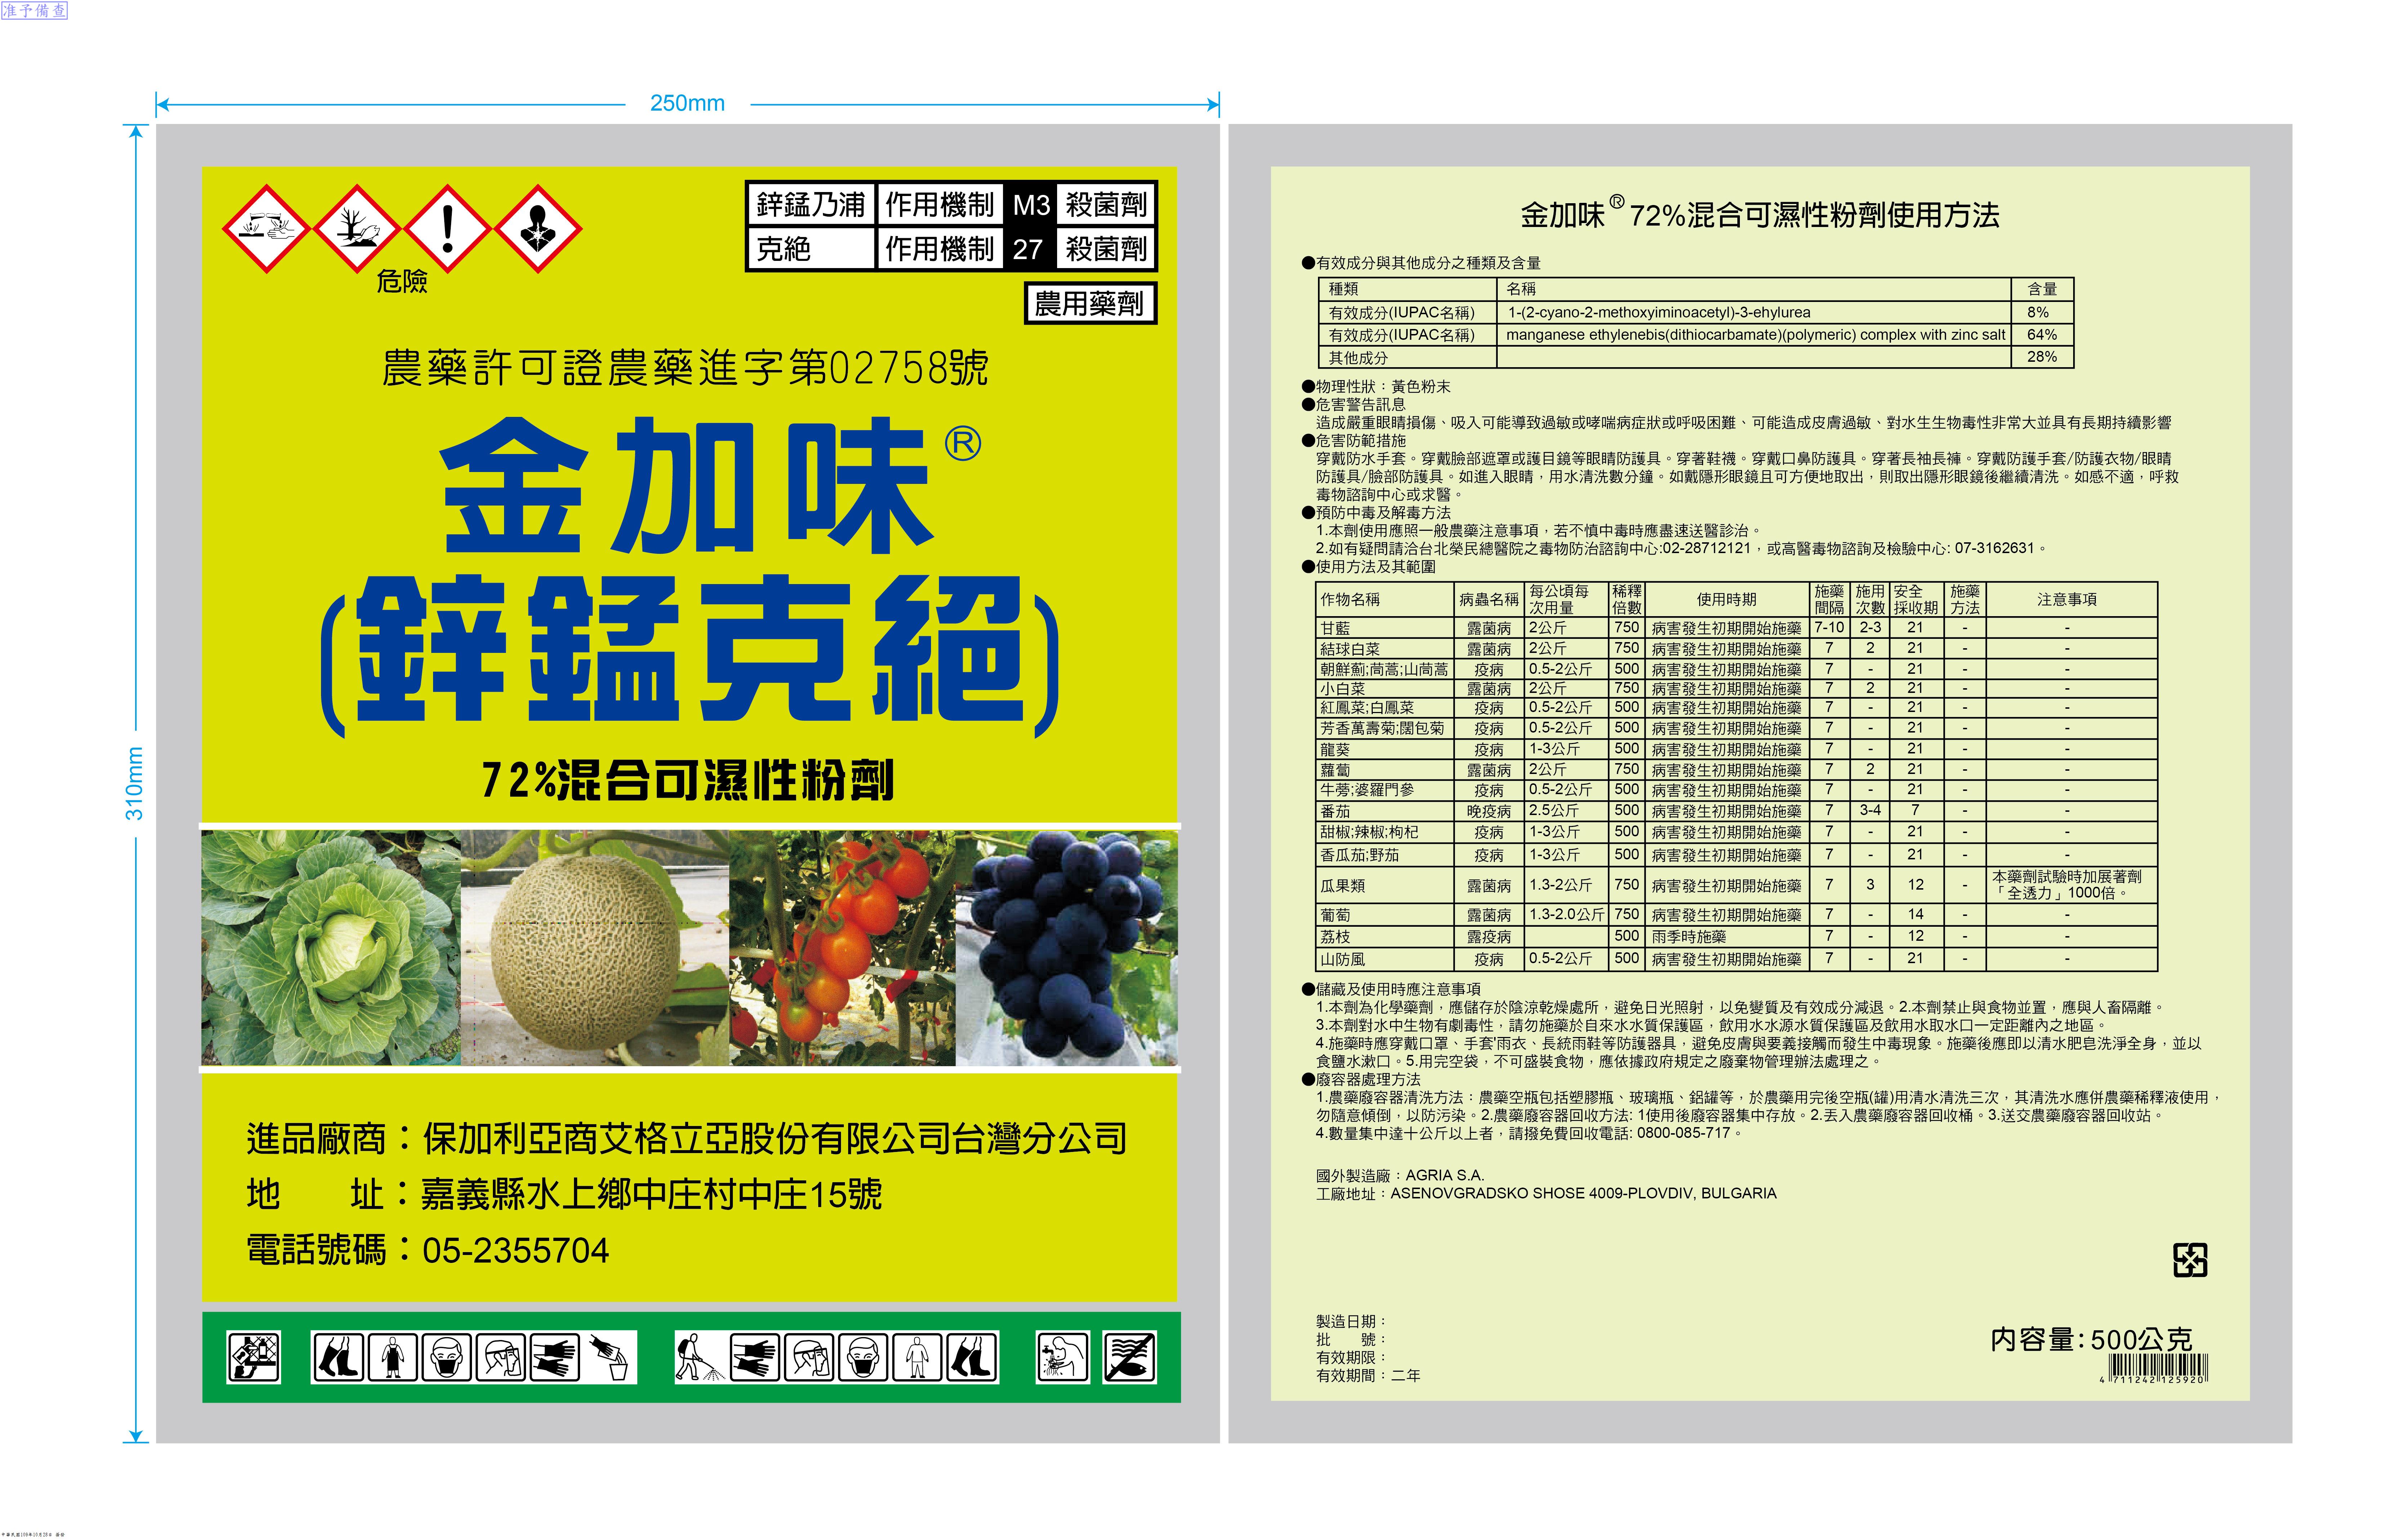 准予備查
250mm
310mm
鋅錳乃浦 作用機制 M3 殺菌劑
克絕 作用機制 27 殺菌劑
危險
農用藥劑
農藥許可證農藥進字第02758號
金加味®
(鋅錳克絕)
72%混合可濕性粉劑
進品廠商：保加利亞商艾格立亞股份有限公司台灣分公司
地 址：嘉義縣水上鄉中庄村中庄15號
電話號碼：05-2355704
金加味®72%混合可濕性粉劑使用方法
●有效成分與其他成分之種類及含量
種類 名稱 含量
有效成分(IUPAC名稱) 1-(2-cyano-2-methoxyiminoacetyl)-3-ehylurea 8%
有效成分(IUPAC名稱) manganese ethylenebis(dithiocarbamate)(polymeric) complex with zinc salt 64%
其他成分 28%
●物理性狀：黃色粉末
●危害警告訊息
造成嚴重眼睛損傷、吸入可能導致過敏或哮喘病症狀或呼吸困難、可能造成皮膚過敏、對水生生物毒性非常大並具有長期持續影響
●危害防範措施
穿戴防水手套。穿戴臉部遮罩或護目鏡等眼睛防護具。穿著鞋襪。穿戴口鼻防護具。穿著長袖長褲。穿戴防護手套/防護衣物/眼睛
防護具/臉部防護具。如進入眼睛，用水清洗數分鐘。如戴隱形眼鏡且可方便地取出，則取出隱形眼鏡後繼續清洗。如感不適，呼救
毒物諮詢中心或求醫。
●預防中毒及解毒方法
1.本劑使用應照一般農藥注意事項，若不慎中毒時應盡速送醫診治。
2.如有疑問請洽台北榮民總醫院之毒物防治諮詢中心:02-28712121，或高醫毒物諮詢及檢驗中心: 07-3162631。
●使用方法及其範圍
作物名稱 病蟲名稱 每公頃每次用量 稀釋倍數 使用時期 施藥間隔 施用次數 安全採收期 施藥方法 注意事項
甘藍 露菌病 2公斤 750 病害發生初期開始施藥 7-10 2-3 21 - -
結球白菜 露菌病 2公斤 750 病害發生初期開始施藥 7 2 21 - -
朝鮮薊;茼蒿;山茼蒿 疫病 0.5-2公斤 500 病害發生初期開始施藥 7 - 21 - -
小白菜 露菌病 2公斤 750 病害發生初期開始施藥 7 2 21 - -
紅鳳菜;白鳳菜 疫病 0.5-2公斤 500 病害發生初期開始施藥 7 - 21 - -
芳香萬壽菊;闊包菊 疫病 0.5-2公斤 500 病害發生初期開始施藥 7 - 21 - -
龍葵 疫病 1-3公斤 500 病害發生初期開始施藥 7 - 21 - -
蘿蔔 露菌病 2公斤 750 病害發生初期開始施藥 7 2 21 - -
牛蒡;婆羅門參 疫病 0.5-2公斤 500 病害發生初期開始施藥 7 - 21 - -
番茄 晚疫病 2.5公斤 500 病害發生初期開始施藥 7 3-4 7 - -
甜椒;辣椒;枸杞 疫病 1-3公斤 500 病害發生初期開始施藥 7 - 21 - -
香瓜茄;野茄 疫病 1-3公斤 500 病害發生初期開始施藥 7 - 21 - -
瓜果類 露菌病 1.3-2公斤 750 病害發生初期開始施藥 7 3 12 - 本藥劑試驗時加展著劑「全透力」1000倍。
葡萄 露菌病 1.3-2.0公斤 750 病害發生初期開始施藥 7 - 14 - -
荔枝 露疫病 500 雨季時施藥 7 - 12 - -
山防風 疫病 0.5-2公斤 500 病害發生初期開始施藥 7 - 21 - -
●儲藏及使用時應注意事項
1.本劑為化學藥劑，應儲存於陰涼乾燥處所，避免日光照射，以免變質及有效成分減退。2.本劑禁止與食物並置，應與人畜隔離。
3.本劑對水中生物有劇毒性，請勿施藥於自來水水質保護區，飲用水水源水質保護區及飲用水取水口一定距離內之地區。
4.施藥時應穿戴口罩、手套'雨衣、長統雨鞋等防護器具，避免皮膚與要義接觸而發生中毒現象。施藥後應即以清水肥皂洗淨全身，並以
食鹽水漱口。5.用完空袋，不可盛裝食物，應依據政府規定之廢棄物管理辦法處理之。
●廢容器處理方法
1.農藥廢容器清洗方法：農藥空瓶包括塑膠瓶、玻璃瓶、鋁罐等，於農藥用完後空瓶(罐)用清水清洗三次，其清洗水應併農藥稀釋液使用，
勿隨意傾倒，以防污染。2.農藥廢容器回收方法: 1使用後廢容器集中存放。2.丟入農藥廢容器回收桶。3.送交農藥廢容器回收站。
4.數量集中達十公斤以上者，請撥免費回收電話: 0800-085-717。
國外製造廠：AGRIA S.A.
工廠地址：ASENOVGRADSKO SHOSE 4009-PLOVDIV, BULGARIA
製造日期：
批 號：
有效期限：
有效期間：二年
內容量:500公克
4 711242 125920